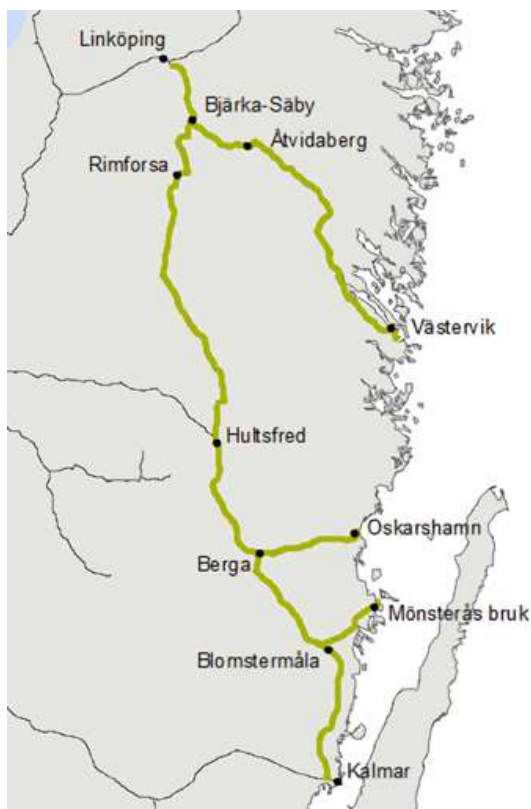 Linköping
Bjärka-Säby
Åtvidaberg
Rimforsa
Västervik
Hultsfred
Oskarshamn
Berga
Mönsterås bruk
Blomstermåla
Kalmar